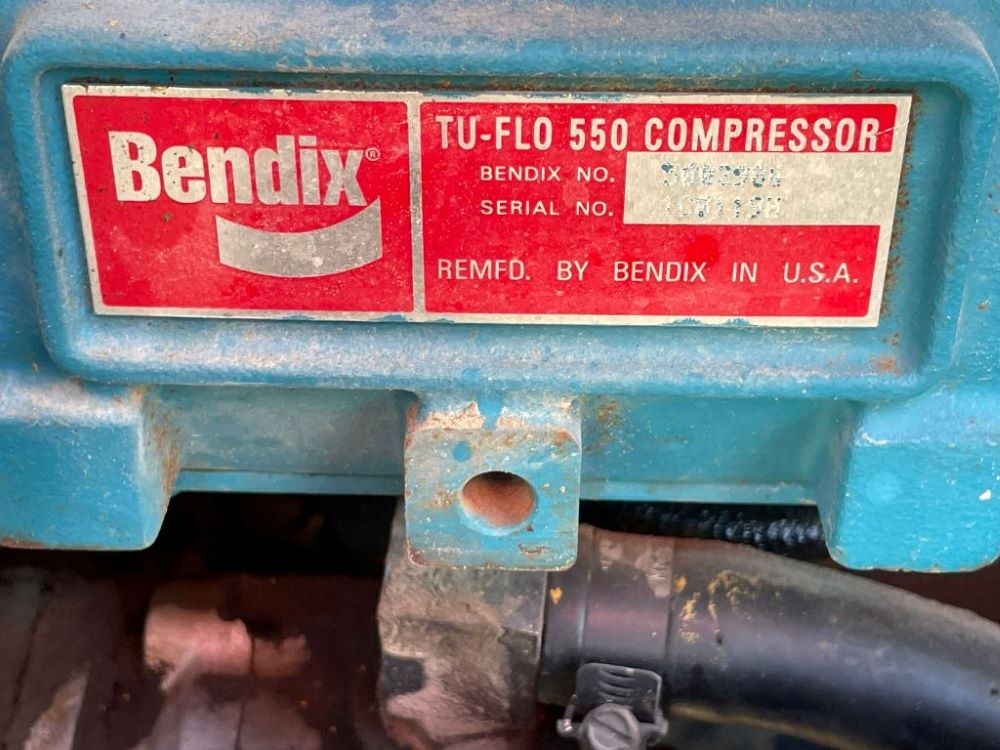 Bendix®
TU-FLO 550 COMPRESSOR
BENDIX NO.
SERIAL NO.
REMFD. BY BENDIX IN U.S.A.